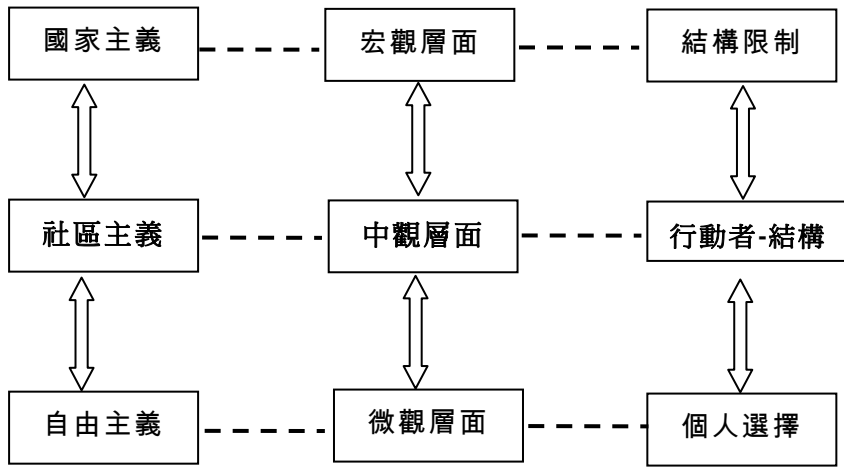 國家主義 宏觀層面 結構限制
社區主義 中觀層面 行動者-結構
自由主義 微觀層面 個人選擇